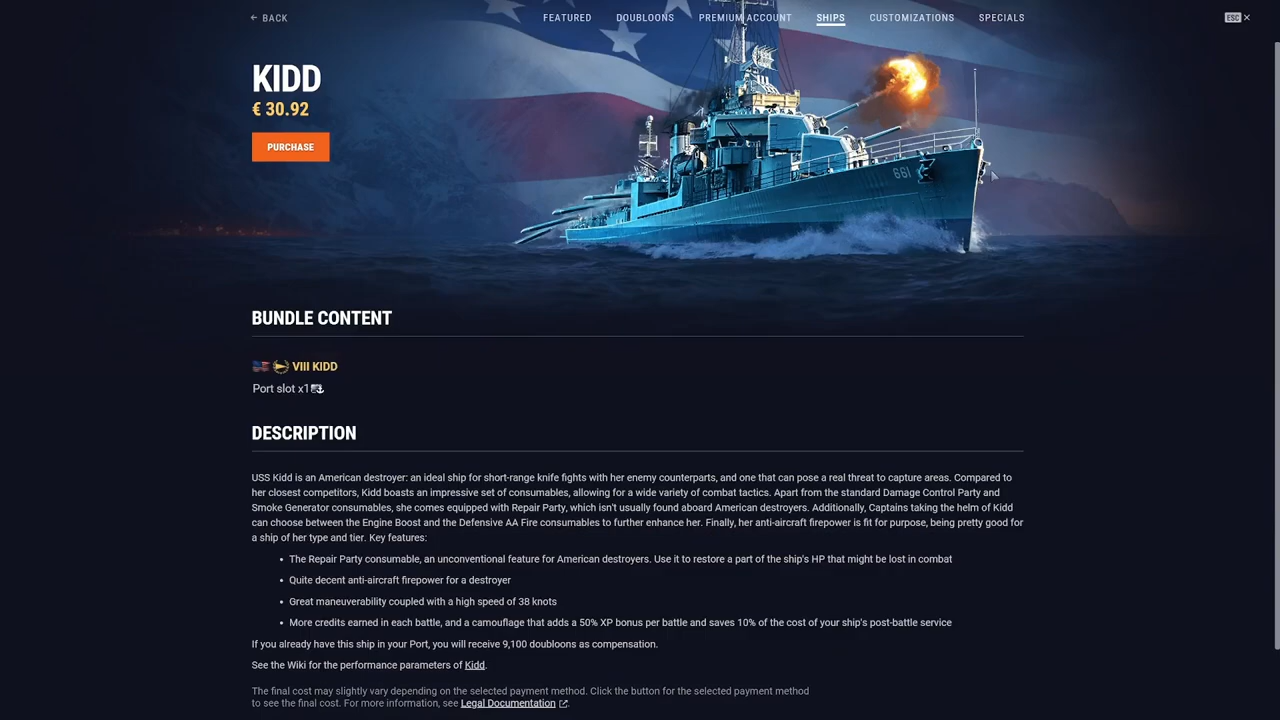 ← BACK
FEATURED DOUBLOONS PREMIUM ACCOUNT SHIPS CUSTOMIZATIONS SPECIALS
ESC ×
KIDD
€ 30.92
PURCHASE
661
BUNDLE CONTENT
VIII KIDD
Port slot x1
DESCRIPTION
USS Kidd is an American destroyer: an ideal ship for short-range knife fights with her enemy counterparts, and one that can pose a real threat to capture areas. Compared to
her closest competitors, Kidd boasts an impressive set of consumables, allowing for a wide variety of combat tactics. Apart from the standard Damage Control Party and
Smoke Generator consumables, she comes equipped with Repair Party, which isn't usually found aboard American destroyers. Additionally, Captains taking the helm of Kidd
can choose between the Engine Boost and the Defensive AA Fire consumables to further enhance her. Finally, her anti-aircraft firepower is fit for purpose, being pretty good for
a ship of her type and tier. Key features:
• The Repair Party consumable, an unconventional feature for American destroyers. Use it to restore a part of the ship's HP that might be lost in combat
• Quite decent anti-aircraft firepower for a destroyer
• Great maneuverability coupled with a high speed of 38 knots
• More credits earned in each battle, and a camouflage that adds a 50% XP bonus per battle and saves 10% of the cost of your ship's post-battle service
If you already have this ship in your Port, you will receive 9,100 doubloons as compensation.
See the Wiki for the performance parameters of Kidd.
The final cost may slightly vary depending on the selected payment method. Click the button for the selected payment method
to see the final cost. For more information, see Legal Documentation.